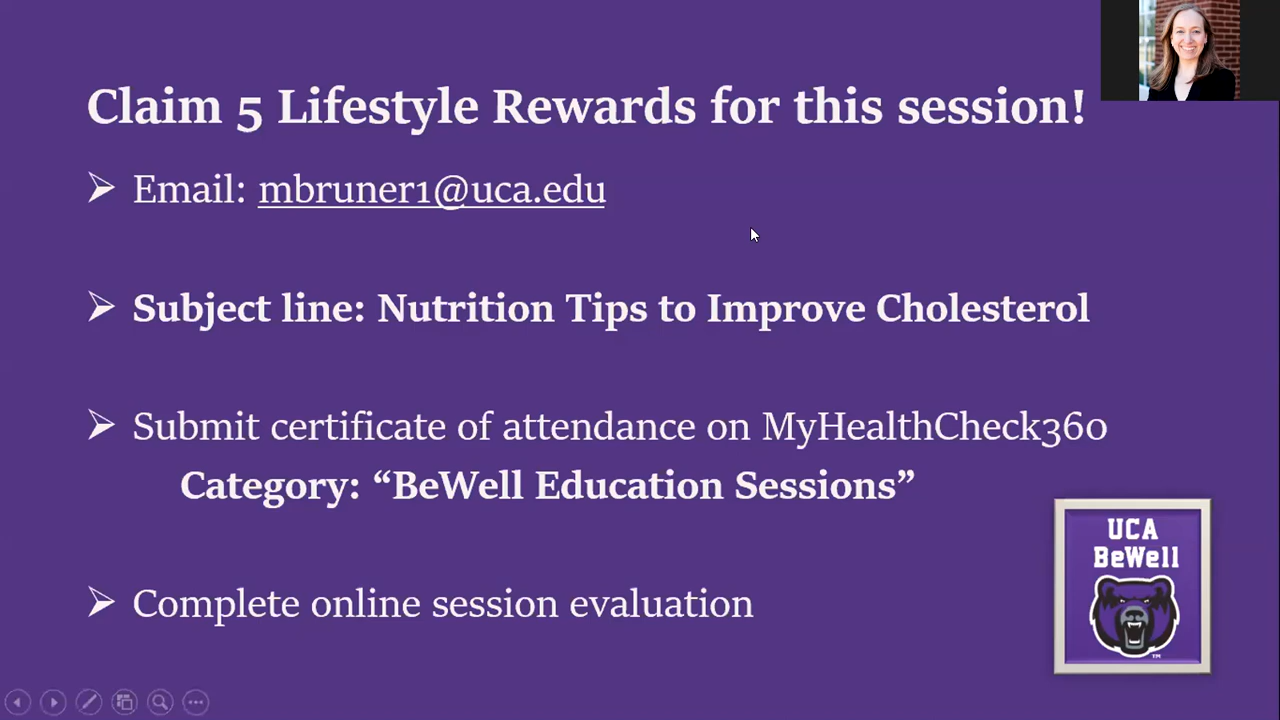 Claim 5 Lifestyle Rewards for this session!
➢ Email: mbruner1@uca.edu
➢ Subject line: Nutrition Tips to Improve Cholesterol
➢ Submit certificate of attendance on MyHealthCheck360
Category: “BeWell Education Sessions”
➢ Complete online session evaluation
UCA
BeWell
TM